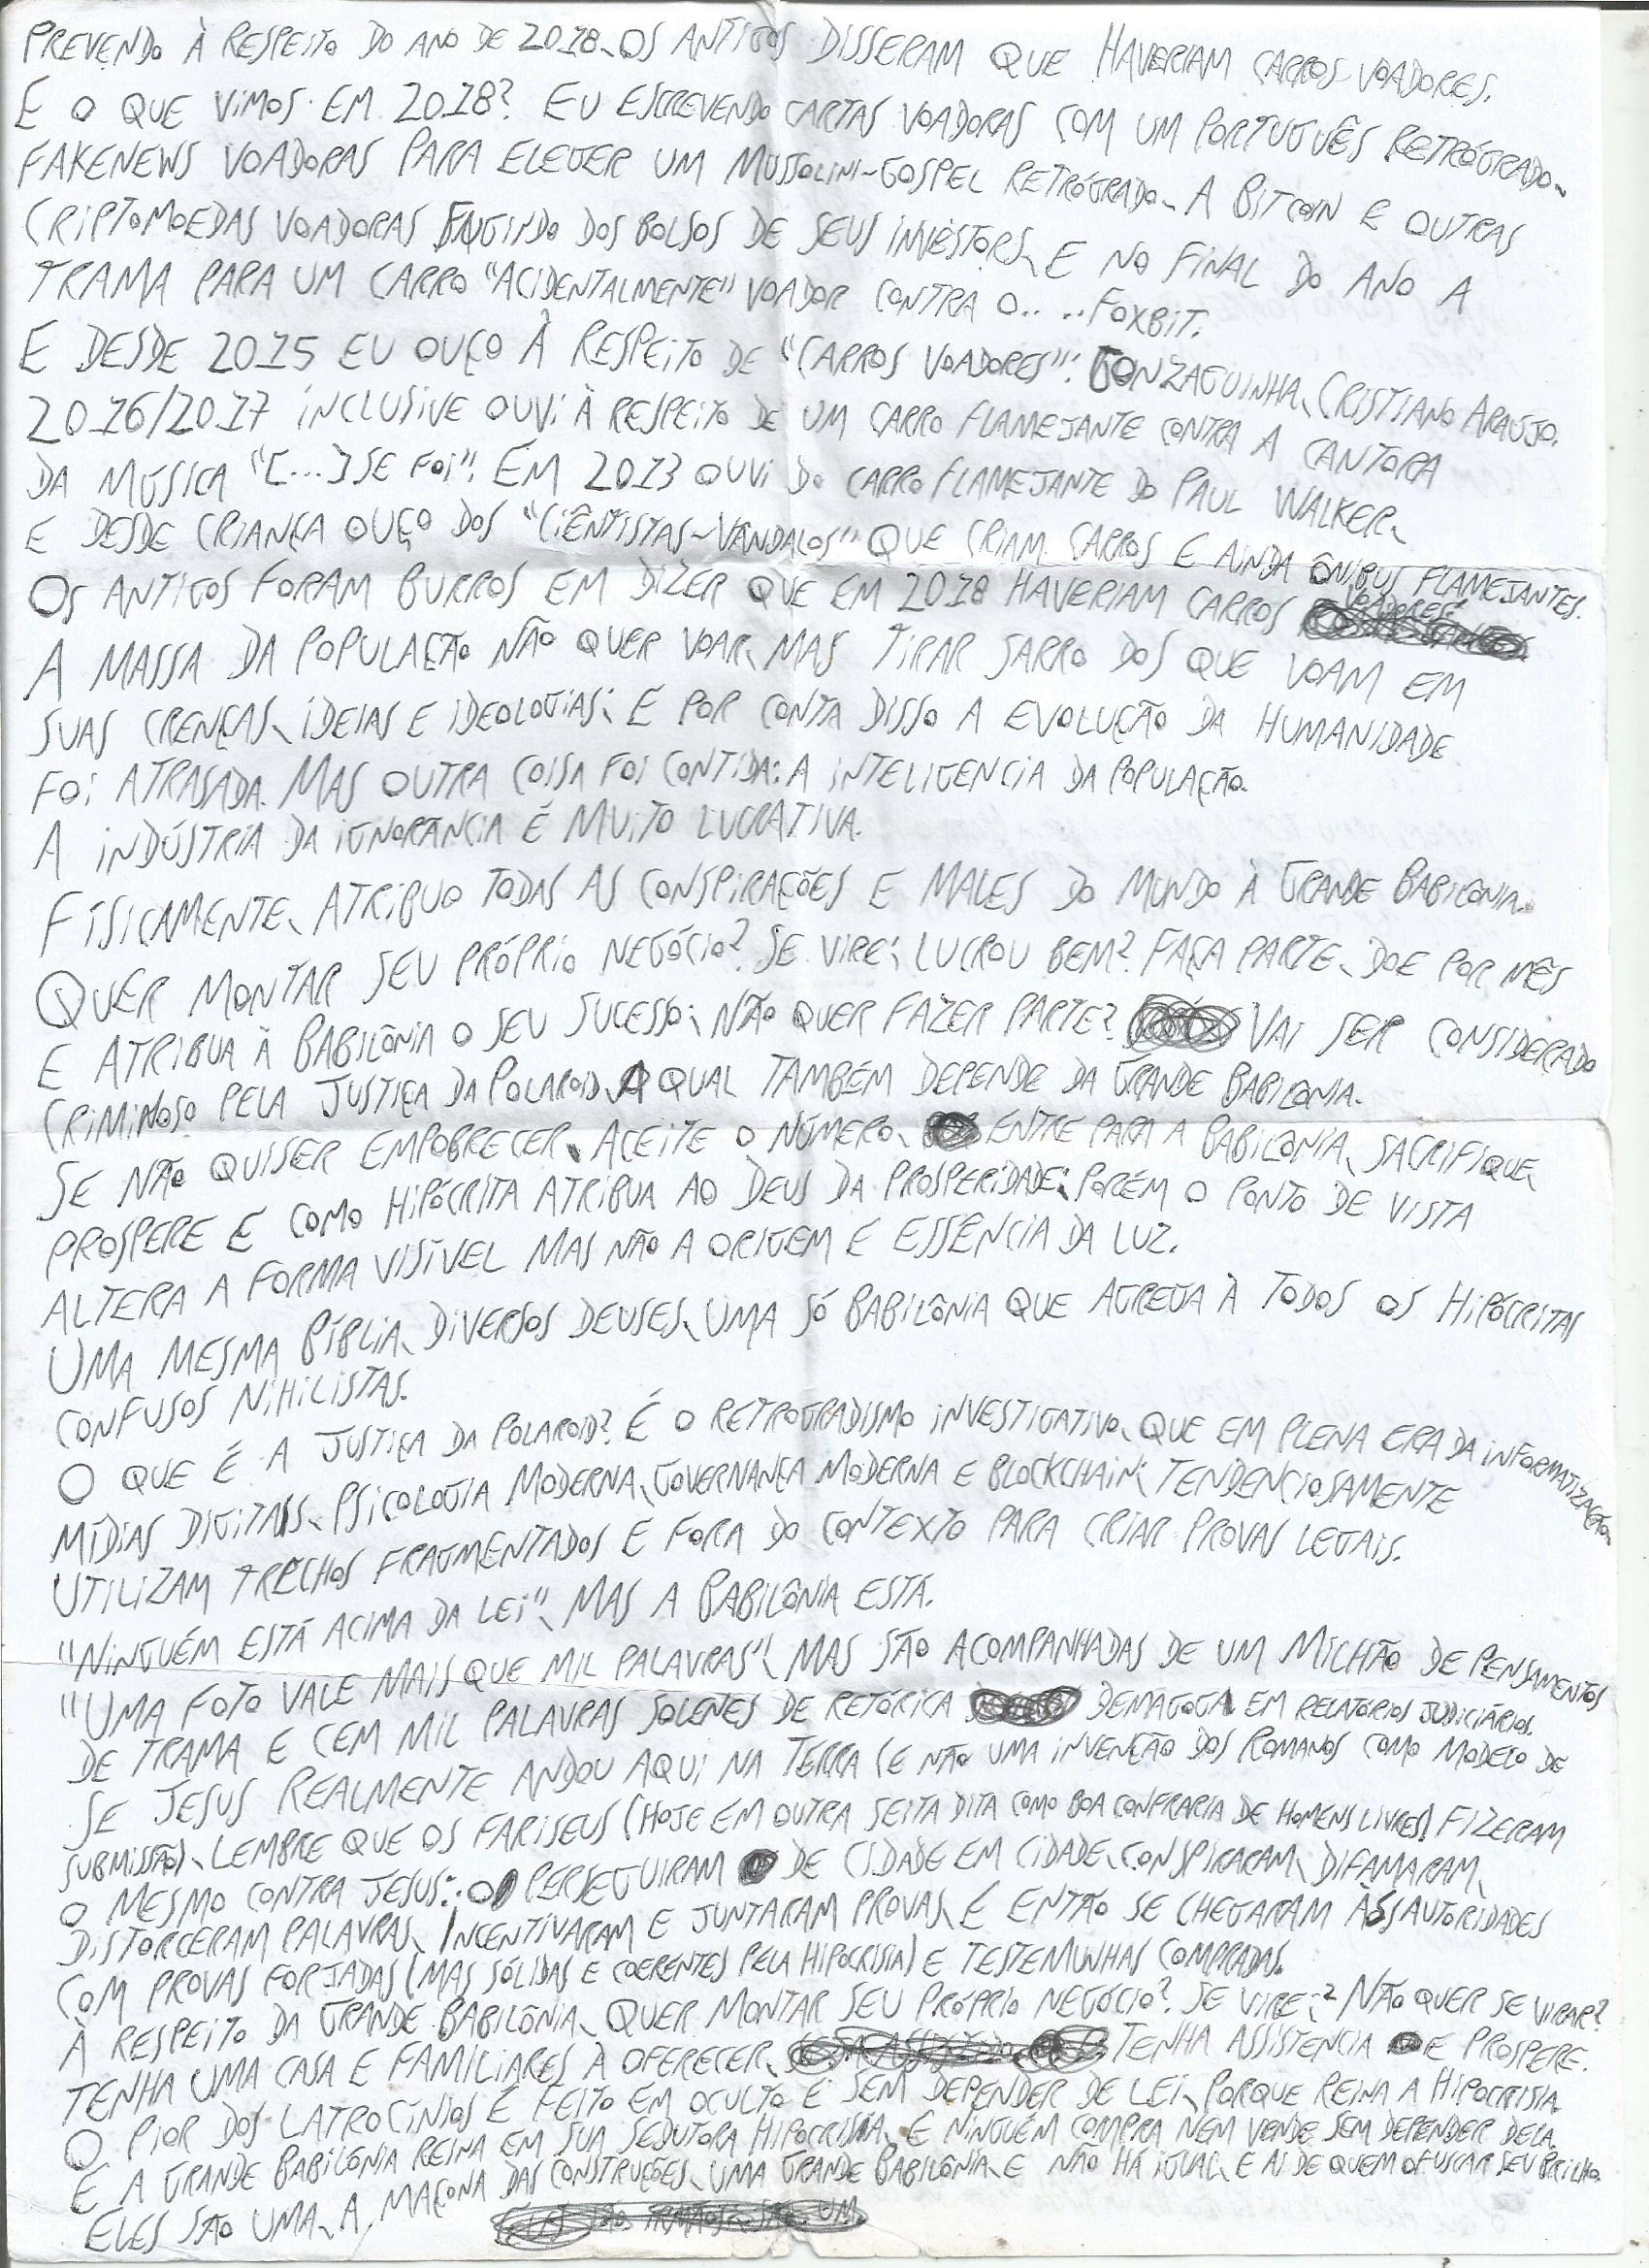 PREVENDO À RESPEITO DO ANO DE 2018, OS ANTIGOS DISSERAM QUE HAVERIAM CARROS VOADORES.
E O QUE VIMOS EM 2018? EU ESCREVENDO CARTAS VOADORAS COM UM PORTUGUÊS RETRÓGRADO,
FAKENEWS VOADORAS PARA ELEGER UM MUSSOLINI-GOSPEL RETRÓGRADO, A BITCOIN E OUTRAS
CRIPTOMOEDAS VOADORAS FUGINDO DOS BOLSOS DE SEUS INVESTORS, E NO FINAL DO ANO A
TRAMA PARA UM CARRO "ACIDENTALMENTE" VOADOR CONTRA O.. ..FOXBIT.
E DESDE 2015 EU OUÇO À RESPEITO DE "CARROS VOADORES": GONZAGUINHA, CRISTIANO ARAÚJO.
2016/2017 INCLUSIVE OUVI À RESPEITO DE UM CARRO FLAMEJANTE CONTRA A CANTORA
DA MÚSICA "[...] SE FOI". EM 2013 OUVI DO CARRO FLAMEJANTE DO PAUL WALKER,
E DESDE CRIANÇA OUÇO DOS "CIENTISTAS-VÂNDALOS" QUE CRIAM CARROS E AINDA ÔNIBUS FLAMEJANTES.
OS ANTIGOS FORAM BURROS EM DIZER QUE EM 2018 HAVERIAM CARROS VOADORES.
A MASSA DA POPULAÇÃO NÃO QUER VOAR, MAS TIRAR SARRO DOS QUE VOAM EM
SUAS CRENÇAS, IDEIAS E IDEOLOGIAS; E POR CONTA DISSO A EVOLUÇÃO DA HUMANIDADE
FOI ATRASADA. MAS OUTRA COISA FOI CONTIDA: A INTELIGENCIA DA POPULAÇÃO.
A INDÚSTRIA DA IGNORÂNCIA É MUITO LUCRATIVA.
FISICAMENTE, ATRIBUO TODAS AS CONSPIRAÇÕES E MALES DO MUNDO À GRANDE BABILONIA.
QUER MONTAR SEU PRÓPRIO NEGÓCIO? SE VIRE; LUCROU BEM? FAÇA PARTE, DOE POR MÊS
E ATRIBUA À BABILÔNIA O SEU SUCESSO; NÃO QUER FAZER PARTE? VAI SER CONSIDERADO
CRIMINOSO PELA JUSTIÇA DA POLAROID, A QUAL TAMBÉM DEPENDE DA GRANDE BABILONIA.
SE NÃO QUISER EMPOBRECER, ACEITE O NÚMERO, ENTRE PARA A BABILONIA, SACRIFIQUE,
PROSPERE E COMO HIPÓCRITA ATRIBUA AO DEUS DA PROSPERIDADE; PORÉM O PONTO DE VISTA
ALTERA A FORMA VISÍVEL MAS NÃO A ORIGEM E ESSÊNCIA DA LUZ.
UMA MESMA BÍBLIA, DIVERSOS DEUSES, UMA SÓ BABILÔNIA QUE AGREGA À TODOS OS HIPÓCRITAS
CONFUSOS NIHILISTAS.
O QUE É A JUSTIÇA DA POLAROID? É O RETROGRADISMO INVESTIGATIVO, QUE EM PLENA ERA DA INFORMATIZAÇÃO,
MÍDIAS DIGITAIS, PSICOLOGIA MODERNA, GOVERNANÇA MODERNA E BLOCKCHAIN; TENDENCIOSAMENTE
UTILIZAM TRECHOS FRAGMENTADOS E FORA DO CONTEXTO PARA CRIAR PROVAS LEGAIS.
"NINGUÉM ESTÁ ACIMA DA LEI", MAS A BABILÔNIA ESTÁ.
"UMA FOTO VALE MAIS QUE MIL PALAVRAS", MAS SÃO ACOMPANHADAS DE UM MILHÃO DE PENSAMENTOS
DE TRAMA E CEM MIL PALAVRAS SOLENES DE RETÓRICA DEMAGOGA EM RELATÓRIOS JUDICIÁRIOS.
SE JESUS REALMENTE ANDOU AQUI NA TERRA (E NÃO UMA INVENÇÃO DOS ROMANOS COMO MODELO DE
SUBMISSÃO), LEMBRE QUE OS FARISEUS (HOJE EM OUTRA SEITA DITA COMO BOA CONFRARIA DE HOMENS LIVRES) FIZERAM
O MESMO CONTRA JESUS: O PERSEGUIRAM DE CIDADE EM CIDADE, CONSPIRARAM, DIFAMARAM,
DISTORCERAM PALAVRAS, INCENTIVARAM E JUNTARAM PROVAS, E ENTÃO SE CHEGARAM ÀS AUTORIDADES
COM PROVAS FORJADAS (MAS SÓLIDAS E COERENTES PELA HIPOCRISIA) E TESTEMUNHAS COMPRADAS.
À RESPEITO DA GRANDE BABILÔNIA, QUER MONTAR SEU PRÓPRIO NEGÓCIO? SE VIRE; NÃO QUER SE VIRAR?
TENHA UMA CASA E FAMILIARES À OFERECER, TENHA ASSISTENCIA E PROSPERE.
O PIOR DOS LATROCÍNIOS É FEITO EM OCULTO E SEM DEPENDER DE LEI, PORQUE REINA A HIPOCRISIA.
E A GRANDE BABILÔNIA REINA EM SUA SEDUTORA HIPOCRISIA, E NINGUÉM COMPRA NEM VENDE SEM DEPENDER DELA.
ELES SÃO UMA, A MAÇONA DAS CONSTRUÇÕES, UMA GRANDE BABILÔNIA, E NÃO HÁ IGUAL, E AI DE QUEM OFUSCAR SEU BRILHO.